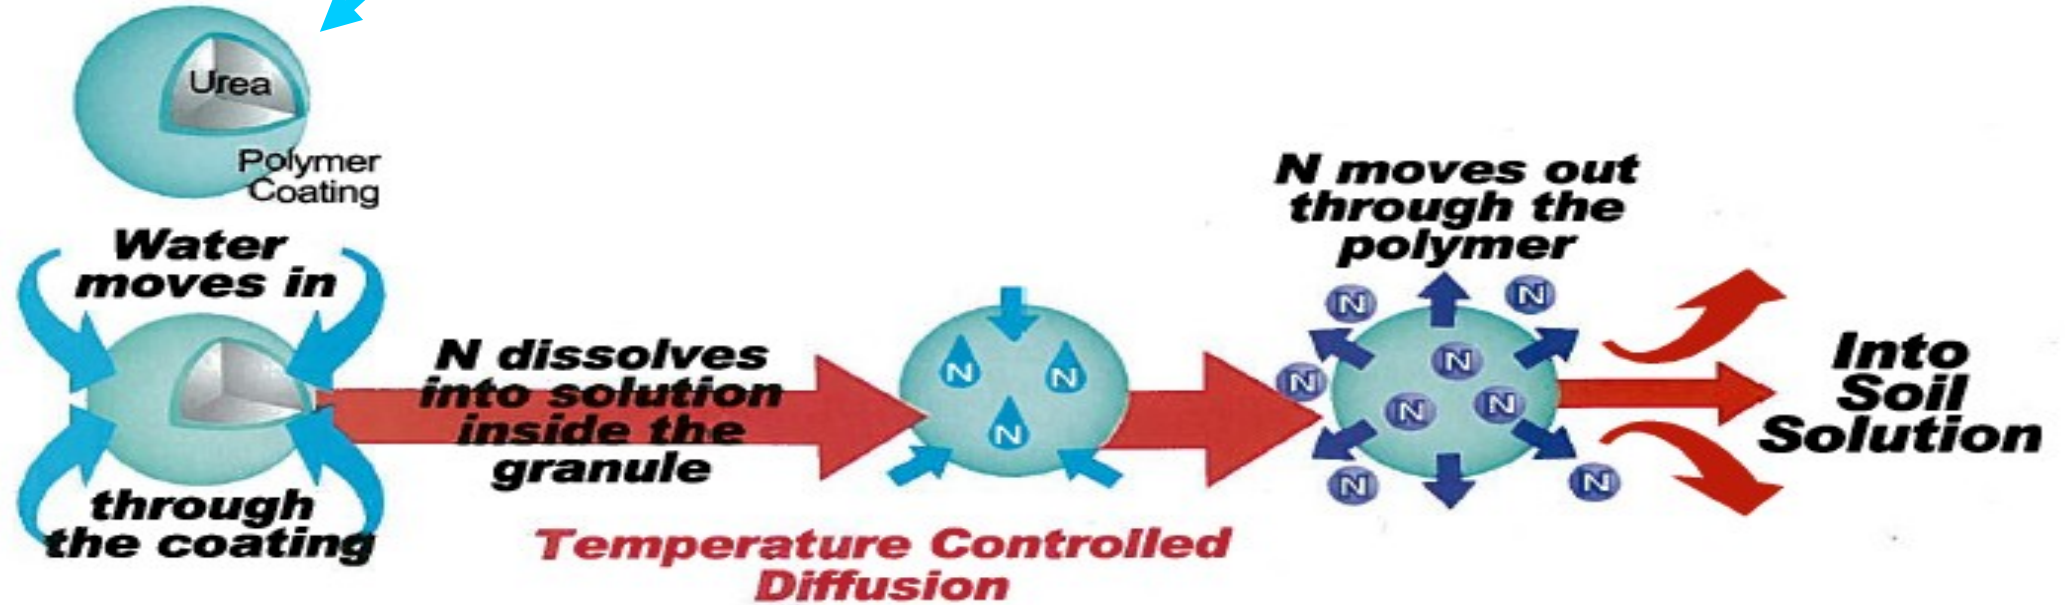 Urea
Polymer
Coating
Water
moves in
through
the coating
N dissolves
into solution
inside the
granule
N
N
N
Temperature Controlled
Diffusion
N moves out
through the
polymer
N
N
N
N
N
N
N
N
Into
Soil
Solution